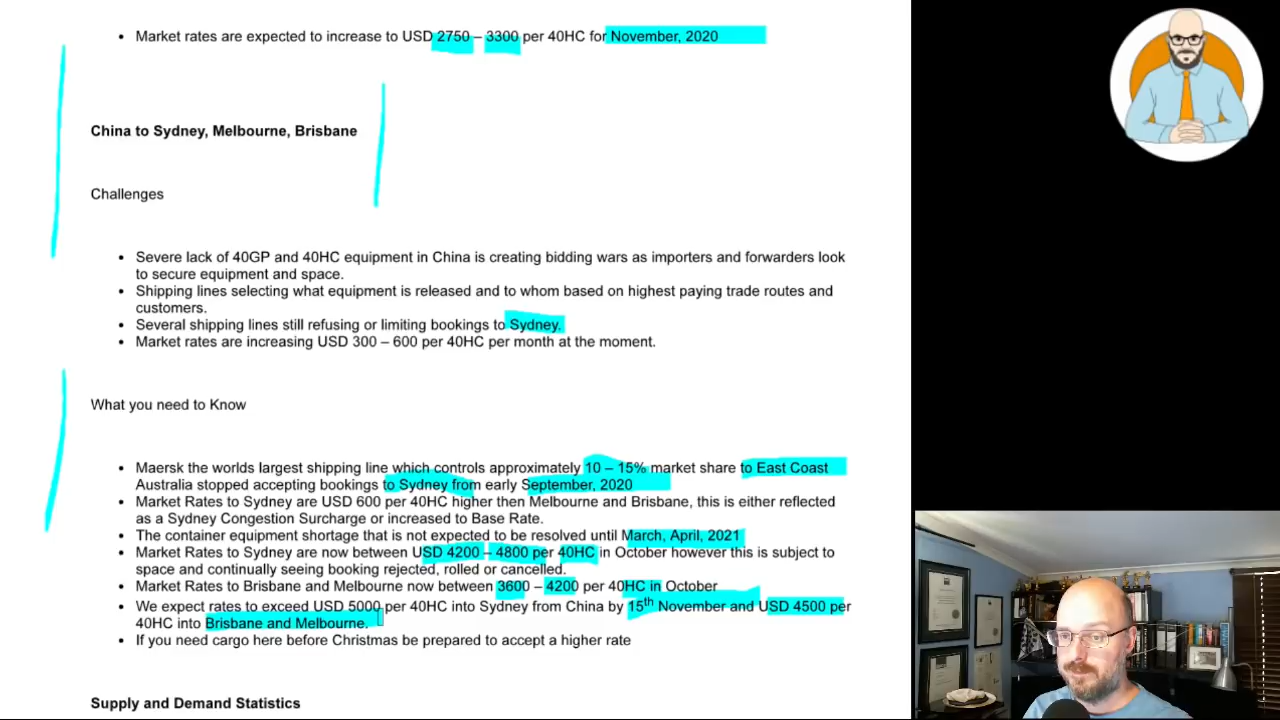 • Market rates are expected to increase to USD 2750 – 3300 per 40HC for November, 2020
China to Sydney, Melbourne, Brisbane
Challenges
• Severe lack of 40GP and 40HC equipment in China is creating bidding wars as importers and forwarders look
to secure equipment and space.
• Shipping lines selecting what equipment is released and to whom based on highest paying trade routes and
customers.
• Several shipping lines still refusing or limiting bookings to Sydney.
• Market rates are increasing USD 300 – 600 per 40HC per month at the moment.
What you need to Know
• Maersk the worlds largest shipping line which controls approximately 10 – 15% market share to East Coast
Australia stopped accepting bookings to Sydney from early September, 2020
• Market Rates to Sydney are USD 600 per 40HC higher then Melbourne and Brisbane, this is either reflected
as a Sydney Congestion Surcharge or increased to Base Rate.
• The container equipment shortage that is not expected to be resolved until March, April, 2021
• Market Rates to Sydney are now between USD 4200 – 4800 per 40HC in October however this is subject to
space and continually seeing booking rejected, rolled or cancelled.
• Market Rates to Brisbane and Melbourne now between 3600 – 4200 per 40HC in October
• We expect rates to exceed USD 5000 per 40HC into Sydney from China by 15th November and USD 4500 per
40HC into Brisbane and Melbourne.
• If you need cargo here before Christmas be prepared to accept a higher rate
Supply and Demand Statistics